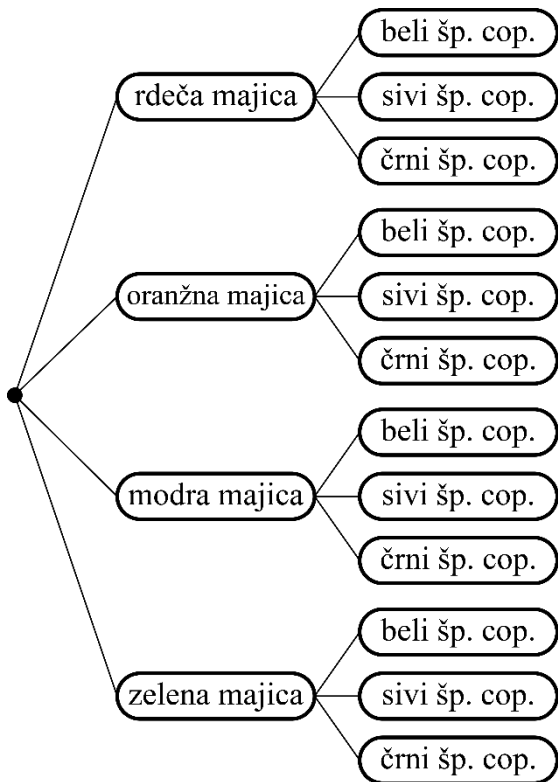 beli šp. cop.
rdeča majica
sivi šp. cop.
črni šp. cop.
beli šp. cop.
oranžna majica
sivi šp. cop.
črni šp. cop.
beli šp. cop.
modra majica
sivi šp. cop.
črni šp. cop.
beli šp. cop.
zelena majica
sivi šp. cop.
črni šp. cop.